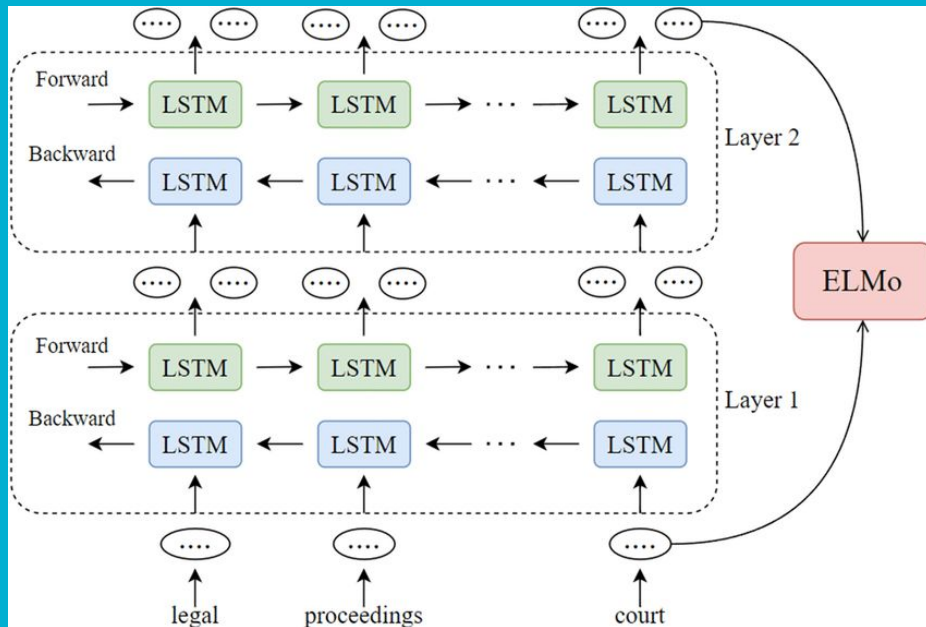 .... .... .... .... .... ....
Forward
LSTM LSTM ... LSTM
Layer 2
Backward
LSTM LSTM ... LSTM
.... .... .... .... .... ....
ELMo
Forward
LSTM LSTM ... LSTM
Layer 1
Backward
LSTM LSTM ... LSTM
.... .... ....
legal proceedings court